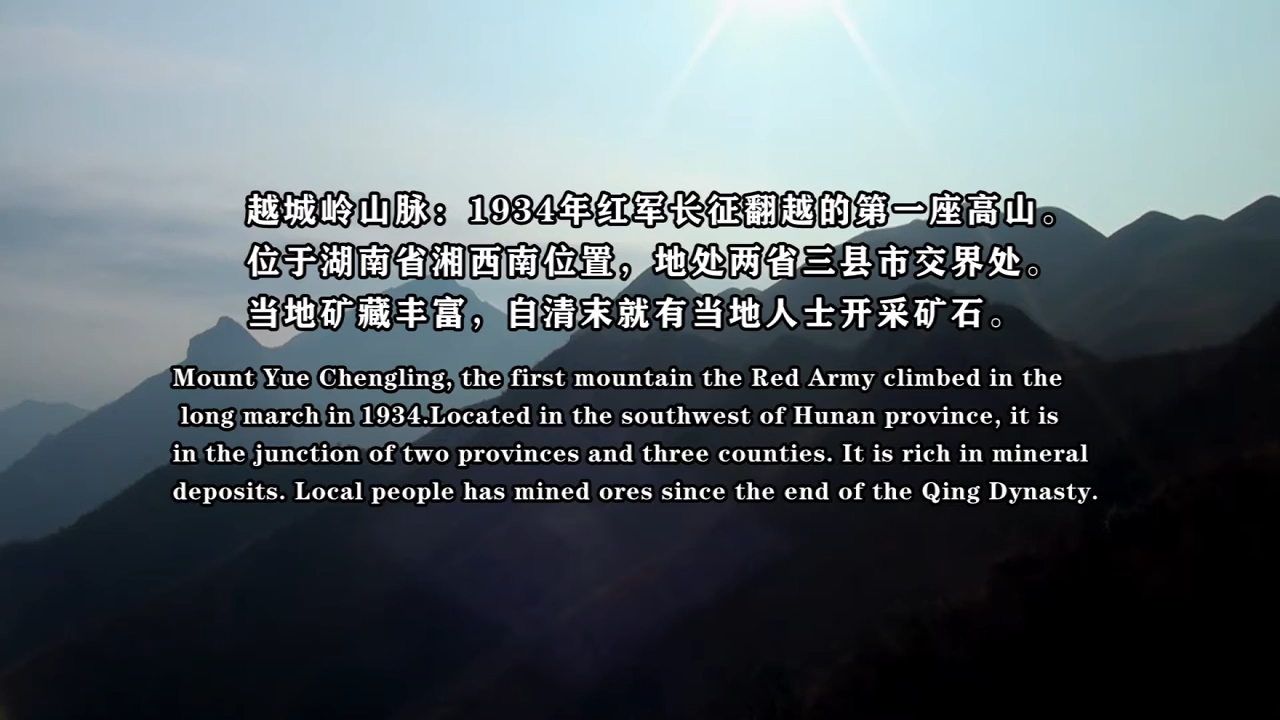 越城岭山脉：1934年红军长征翻越的第一座高山。
位于湖南省湘西南位置，地处两省三县市交界处。
当地矿藏丰富，自清末就有当地人士开采矿石。
Mount Yue Chengling, the first mountain the Red Army climbed in the
long march in 1934.Located in the southwest of Hunan province, it is
in the junction of two provinces and three counties. It is rich in mineral
deposits. Local people has mined ores since the end of the Qing Dynasty.